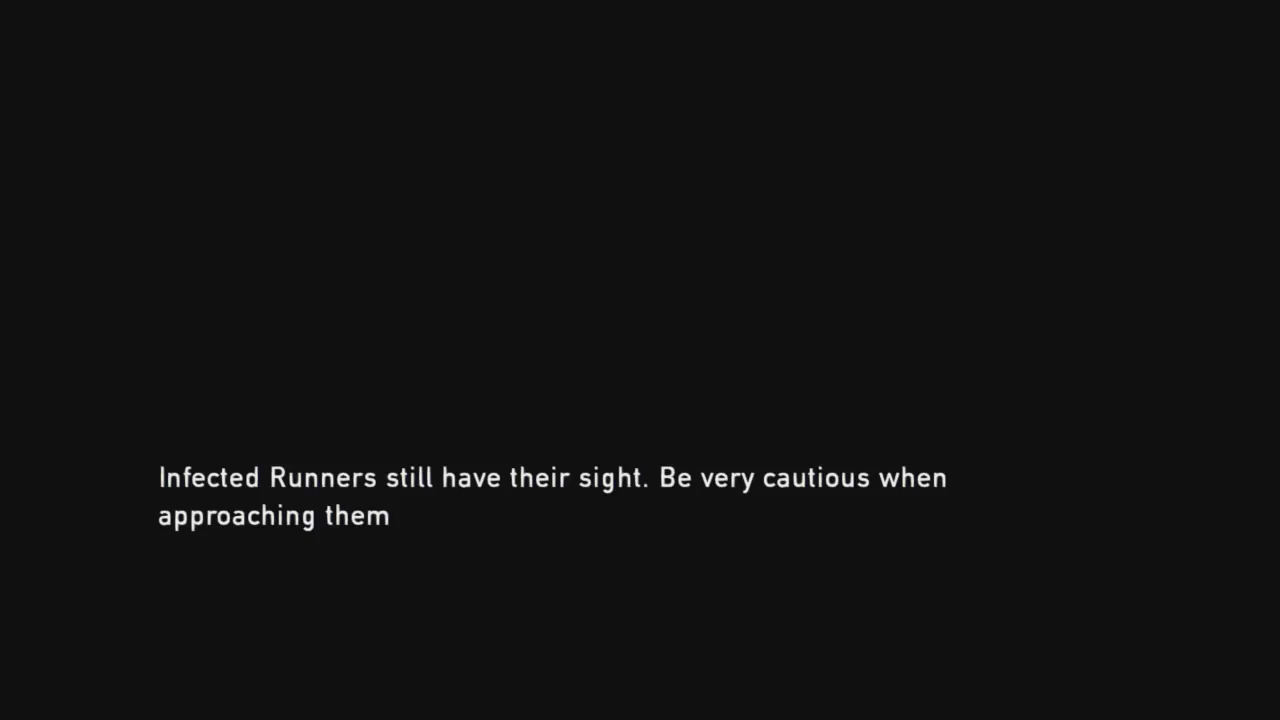 Infected Runners still have their sight. Be very cautious when
approaching them